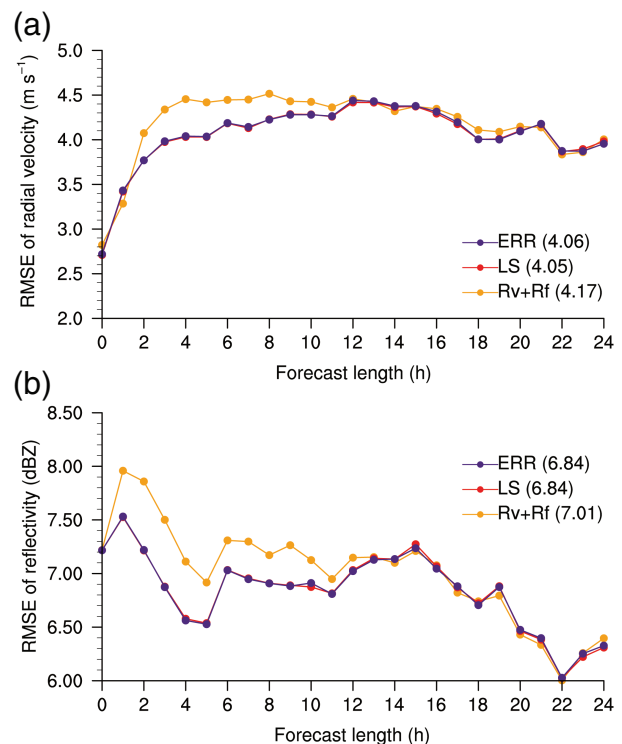 (a)
5.0
4.5
4.0
3.5
3.0
2.5
2.0
RMSE of radial velocity (m s⁻¹)
ERR (4.06)
LS (4.05)
Rv+Rf (4.17)
0 2 4 6 8 10 12 14 16 18 20 22 24
Forecast length (h)
(b)
8.50
8.00
7.50
7.00
6.50
6.00
RMSE of reflectivity (dBZ)
ERR (6.84)
LS (6.84)
Rv+Rf (7.01)
0 2 4 6 8 10 12 14 16 18 20 22 24
Forecast length (h)